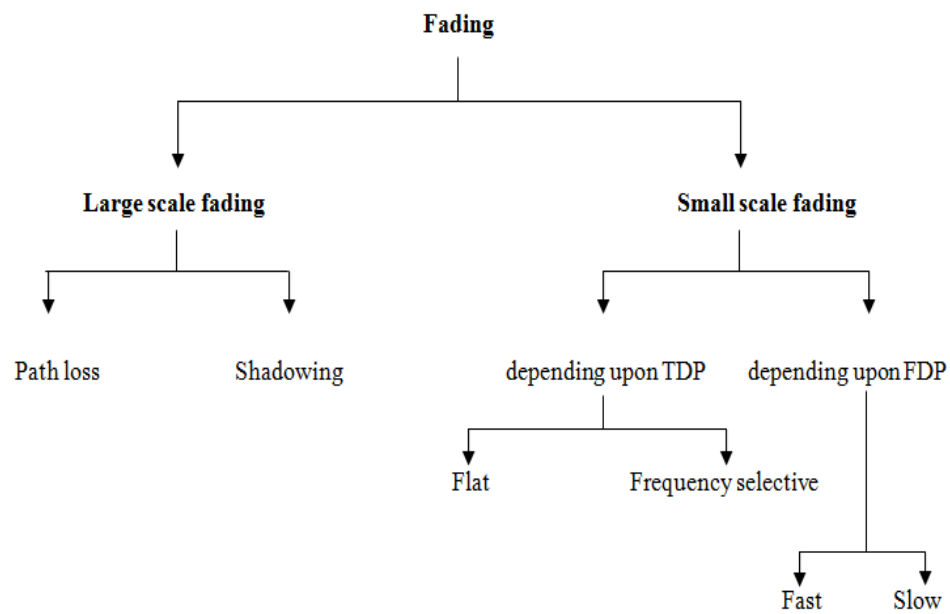 Fading
Large scale fading
Small scale fading
Path loss
Shadowing
depending upon TDP
depending upon FDP
Flat
Frequency selective
Fast
Slow